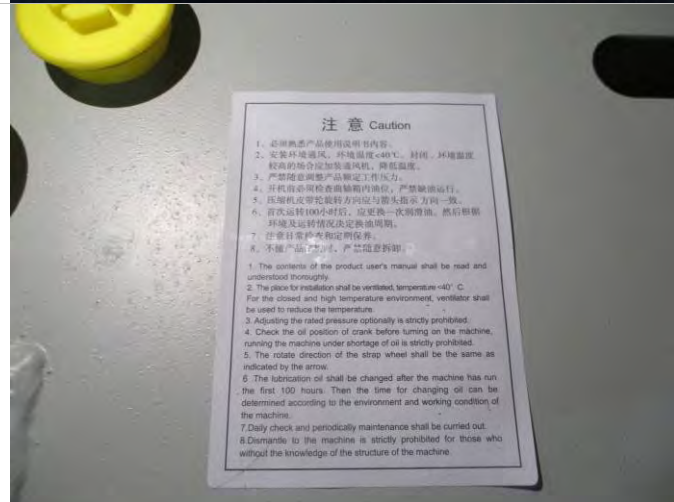 注 意 Caution
1、必须熟悉产品使用说明书内容。
2、安装环境通风，环境温度<40℃。封闭、环境温度
较高的场合应加装通风机，降低温度。
3、严禁随意调整产品额定工作压力。
4、开机前必须检查曲轴箱内油位，严禁缺油运行。
5、压缩机皮带轮旋转方向应与箭头指示方向一致。
6、首次运转100小时后，应更换一次润滑油。然后根据
环境及运转情况决定换油周期。
7、注意日常检查和定期保养。
8、不懂产品 严禁随意拆卸。
1. The contents of the product user's manual shall be read and
understood thoroughly.
2. The place for installation shall be ventilated, temperature <40° C.
For the closed and high temperature environment, ventilator shall
be used to reduce the temperature.
3. Adjusting the rated pressure optionally is strictly prohibited.
4. Check the oil position of crank before turning on the machine,
running the machine under shortage of oil is strictly prohibited.
5. The rotate direction of the strap wheel shall be the same as
indicated by the arrow.
6 .The lubrication oil shall be changed after the machine has run
the first 100 hours. Then the time for changing oil can be
determined according to the environment and working condition of
the machine.
7.Daily check and periodically maintenance shall be curried out.
8.Dismantle to the machine is strictly prohibited for those who
without the knowledge of the structure of the machine.